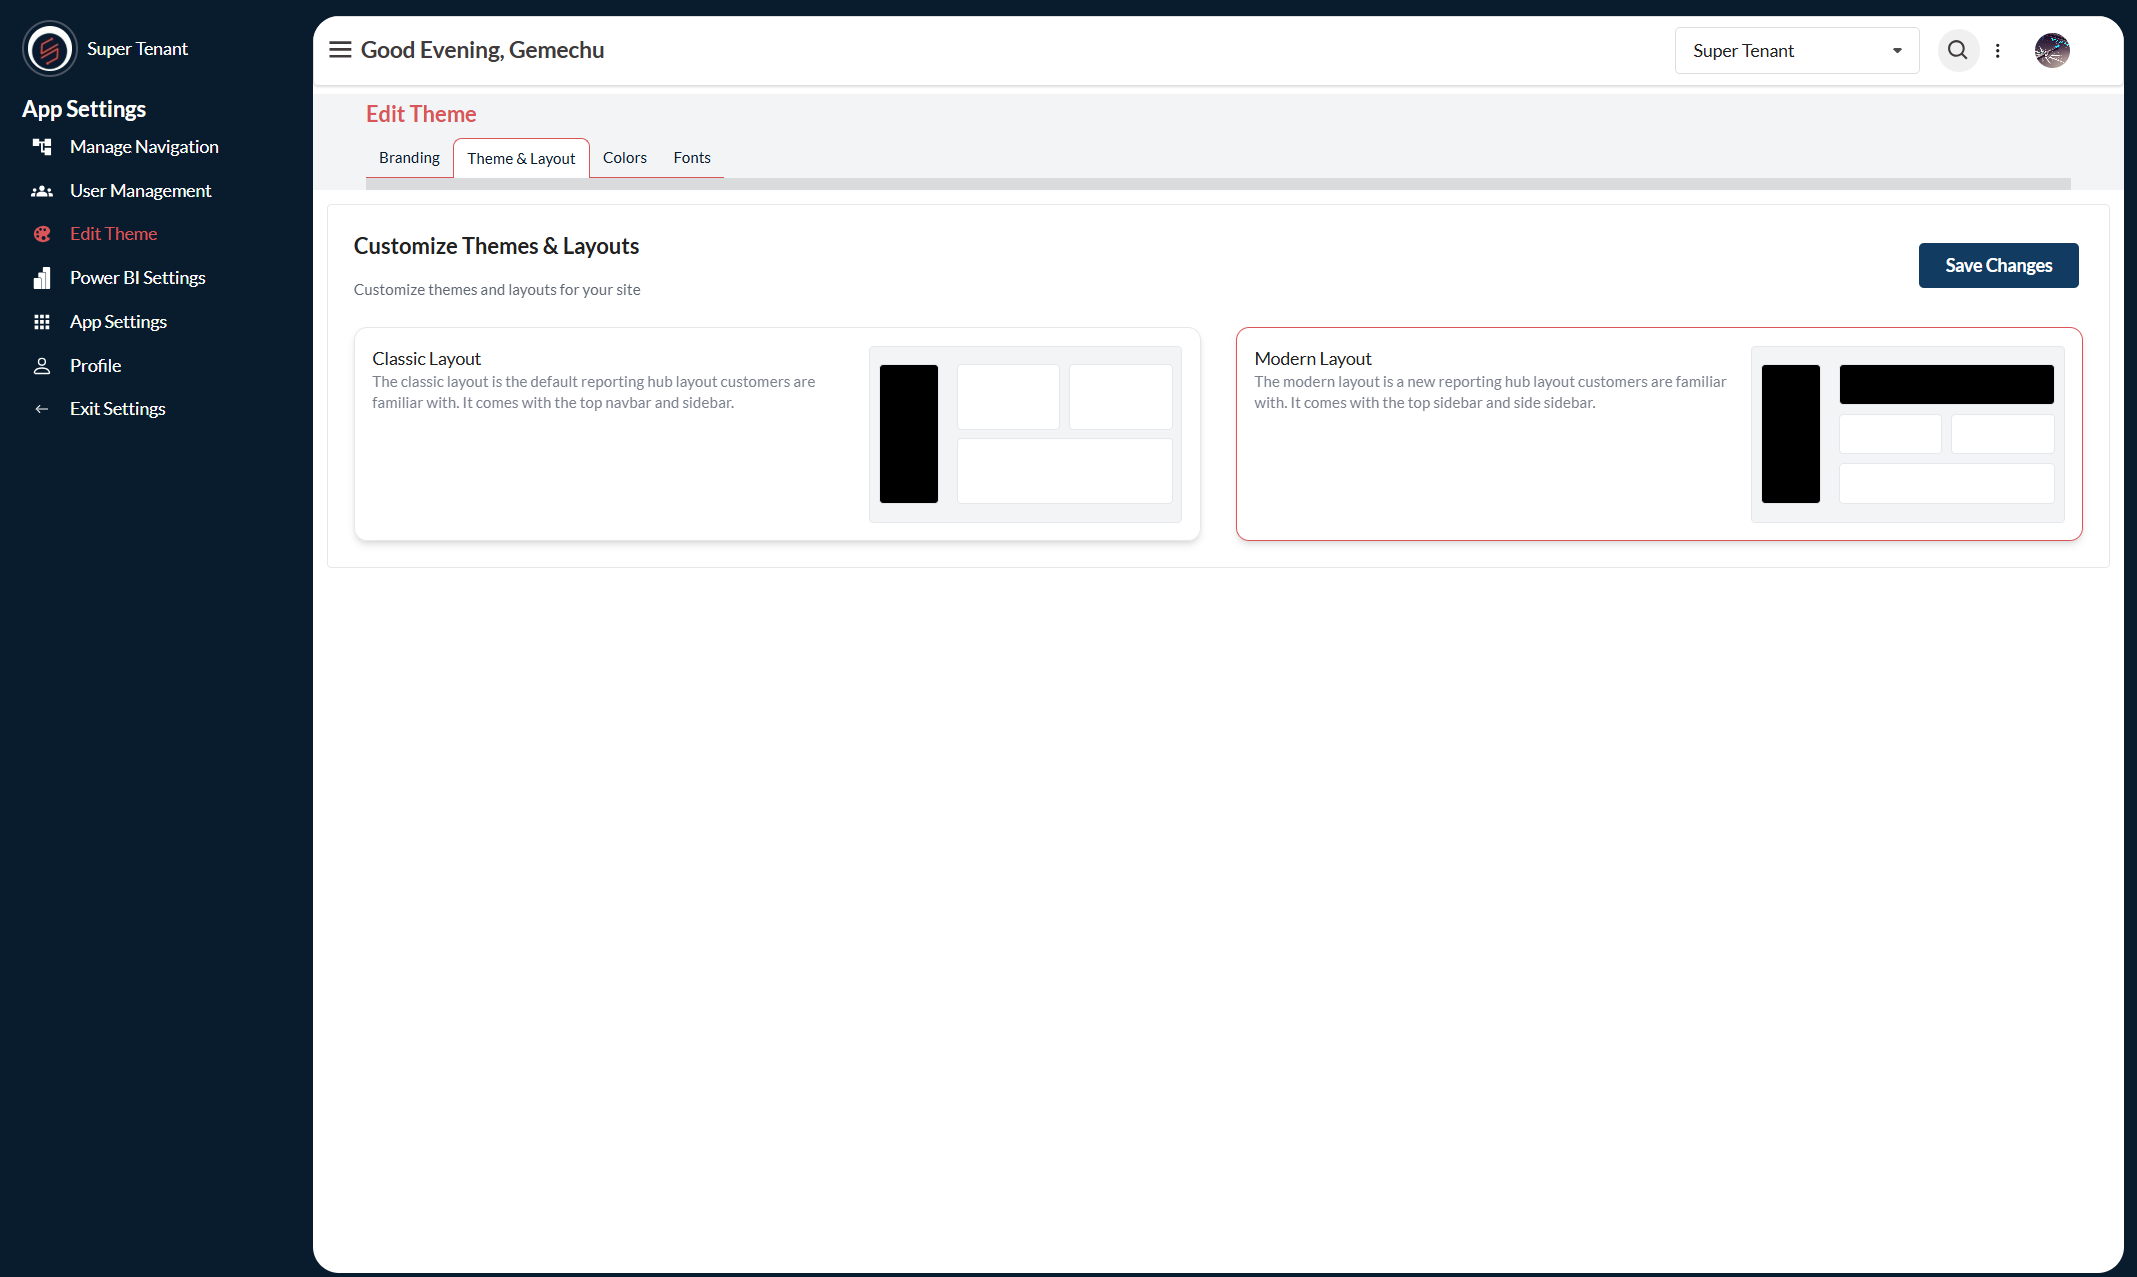 Super Tenant
App Settings
Manage Navigation
User Management
Edit Theme
Power BI Settings
App Settings
Profile
Exit Settings
Good Evening, Gemechu
Super Tenant
Edit Theme
Branding
Theme & Layout
Colors
Fonts
Customize Themes & Layouts
Customize themes and layouts for your site
Save Changes
Classic Layout
The classic layout is the default reporting hub layout customers are
familiar with. It comes with the top navbar and sidebar.
Modern Layout
The modern layout is a new reporting hub layout customers are familiar
with. It comes with the top sidebar and side sidebar.